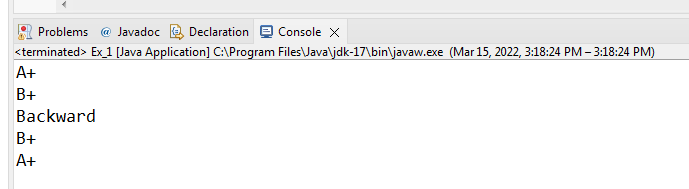 Problems @ Javadoc Declaration Console
<terminated> Ex_1 [Java Application] C:\Program Files\Java\jdk-17\bin\javaw.exe (Mar 15, 2022, 3:18:24 PM – 3:18:24 PM)
A+
B+
Backward
B+
A+